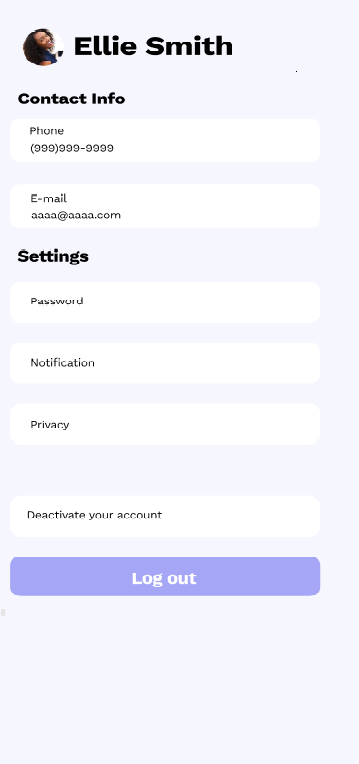 Ellie Smith
Contact Info
Phone
(999)999-9999
E-mail
aaaa@aaaa.com
Settings
Password
Notification
Privacy
Deactivate your account
Log out